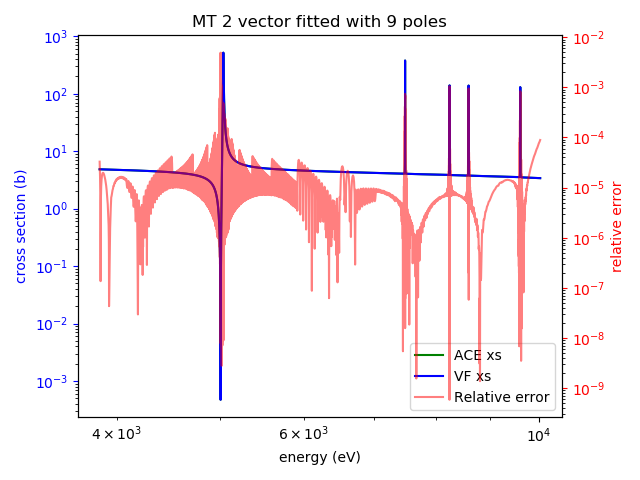 MT 2 vector fitted with 9 poles
cross section (b)
10³
10²
10¹
10⁰
10⁻¹
10⁻²
10⁻³
10⁻²
10⁻³
10⁻⁴
10⁻⁵
10⁻⁶
10⁻⁷
10⁻⁸
10⁻⁹
relative error
ACE xs
VF xs
Relative error
4 × 10³
6 × 10³
10⁴
energy (eV)